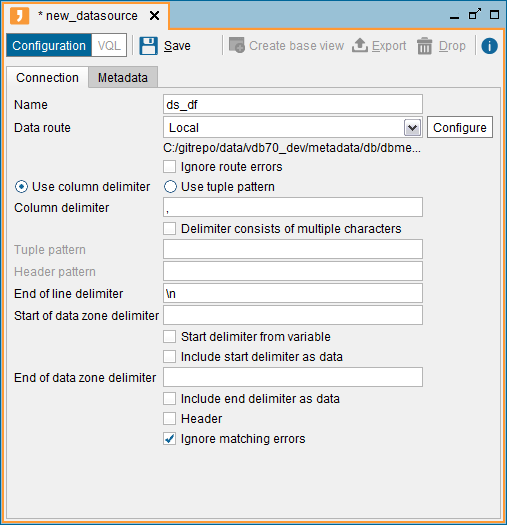 * new_datasource
Configuration VQL Save Create base view Export Drop
Connection Metadata
Name ds_df
Data route Local Configure
C:/gitrepo/data/vdb70_dev/metadata/db/dbme...
Ignore route errors
Use column delimiter Use tuple pattern
Column delimiter ,
Delimiter consists of multiple characters
Tuple pattern
Header pattern
End of line delimiter \n
Start of data zone delimiter
Start delimiter from variable
Include start delimiter as data
End of data zone delimiter
Include end delimiter as data
Header
Ignore matching errors